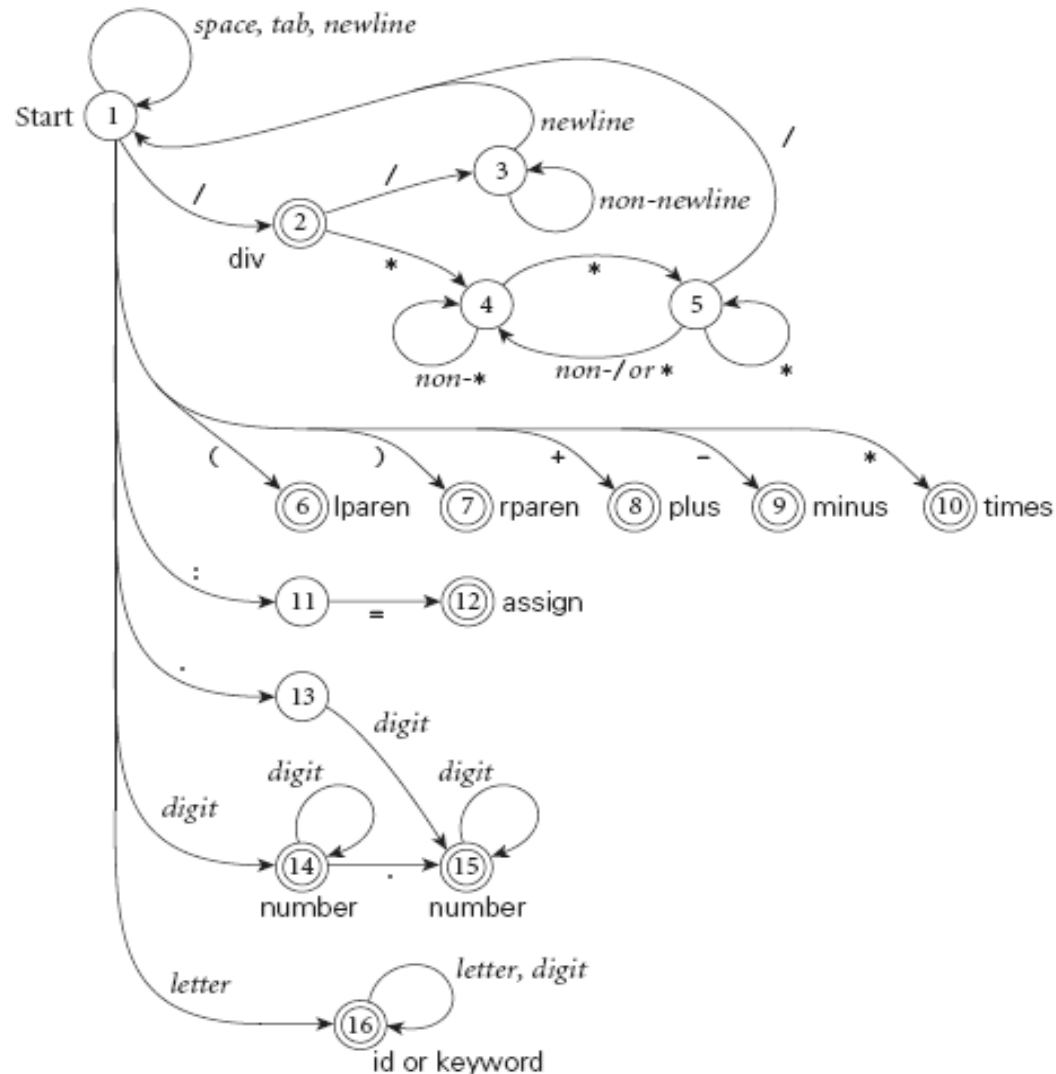 space, tab, newline
Start 1
newline
/
/
/ 3
non-newline
2
div
*
*
4
5
non-*
non-/ or *
*
( ) + - *
6 lparen 7 rparen 8 plus 9 minus 10 times
:
11 = 12 assign
.
13
digit
digit
digit
digit
14 . 15
number number
letter
letter, digit
16
id or keyword